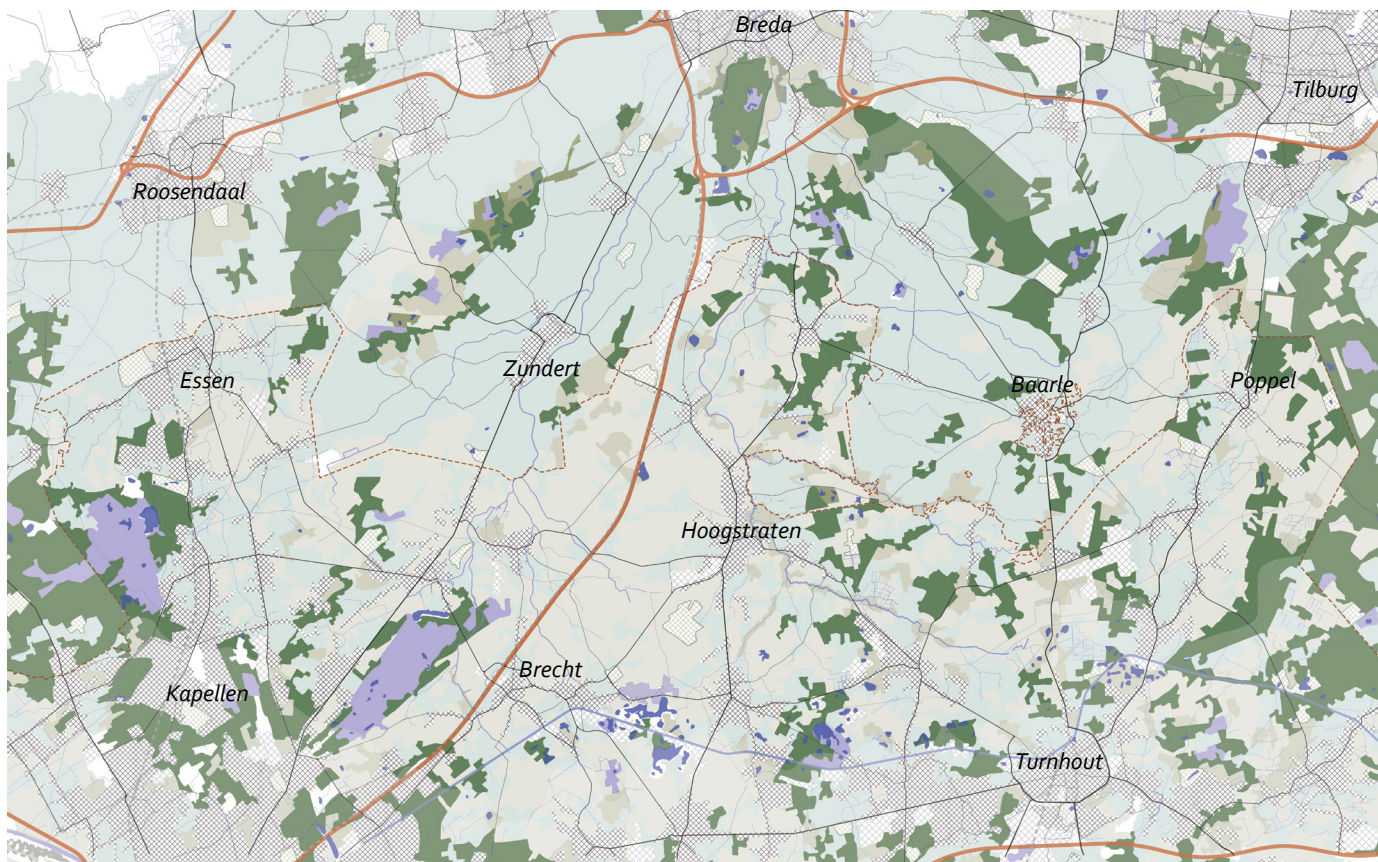 Breda
Tilburg
Roosendaal
Zundert
Essen
Baarle
Poppel
Hoogstraten
Brecht
Kapellen
Turnhout